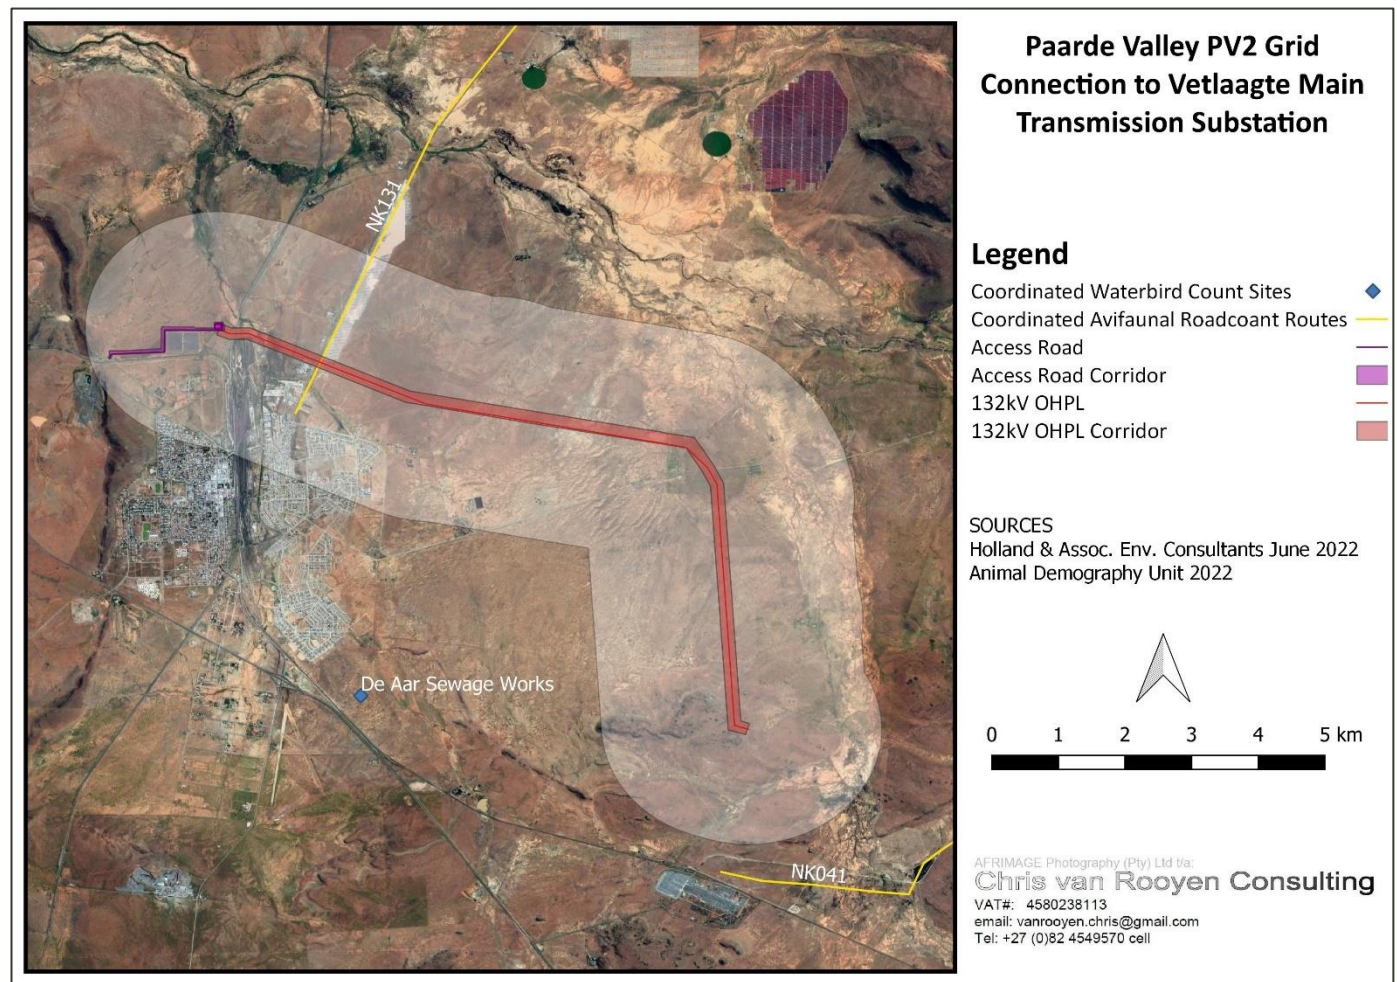 Paarde Valley PV2 Grid
Connection to Vetlaagte Main
Transmission Substation
Legend
Coordinated Waterbird Count Sites
Coordinated Avifaunal Roadcoant Routes
Access Road
Access Road Corridor
132kV OHPL
132kV OHPL Corridor
SOURCES
Holland & Assoc. Env. Consultants June 2022
Animal Demography Unit 2022
0 1 2 3 4 5 km
AFRIMAGE Photography (Pty) Ltd t/a:
Chris van Rooyen Consulting
VAT#: 4580238113
email: vanrooyen.chris@gmail.com
Tel: +27 (0)82 4549570 cell
NK131
De Aar Sewage Works
NK041